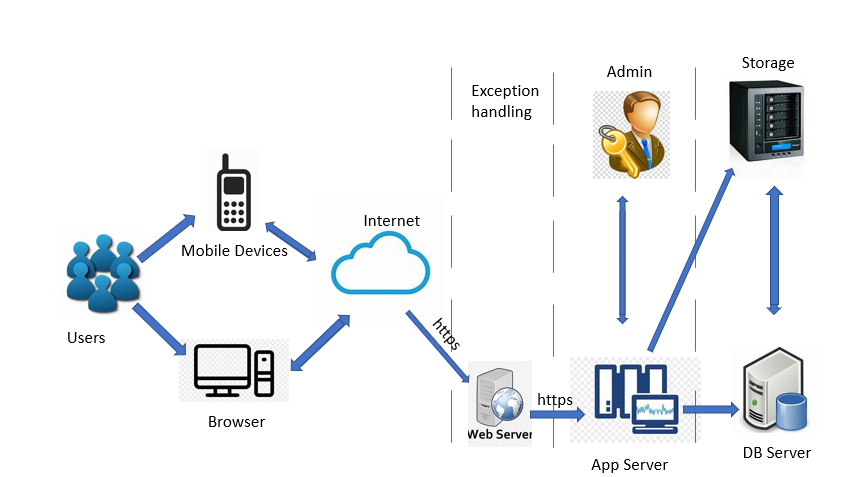 Storage
Admin
Exception
handling
Internet
Mobile Devices
Users
https
https
Browser
Web Server
App Server
DB Server